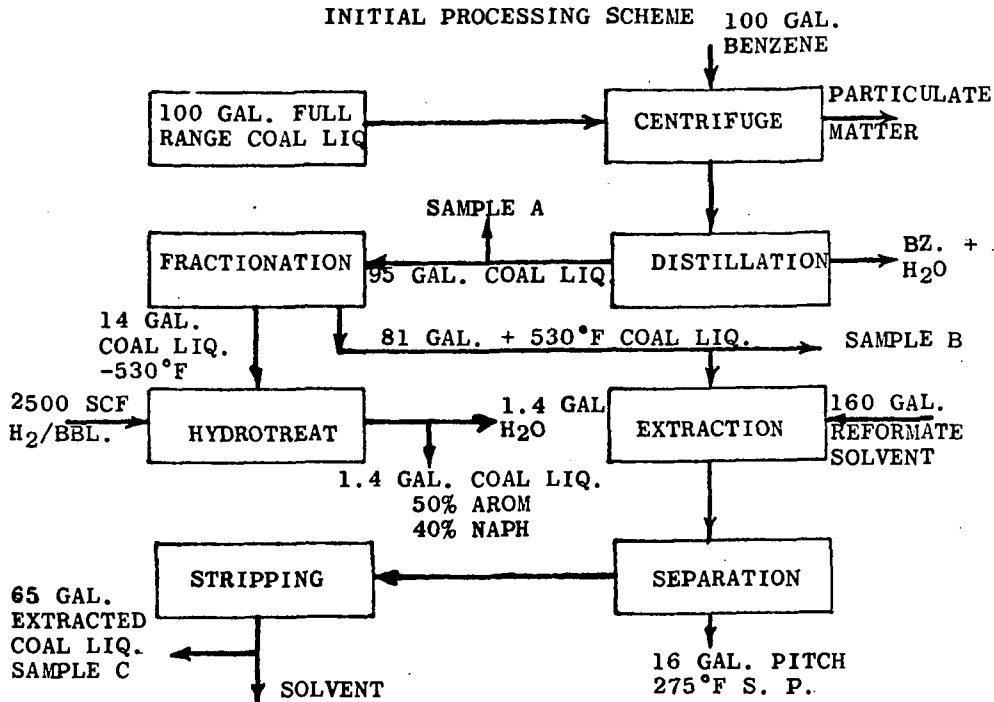 INITIAL PROCESSING SCHEME
100 GAL.
BENZENE
100 GAL. FULL
RANGE COAL LIQ
CENTRIFUGE
PARTICULATE
MATTER
SAMPLE A
FRACTIONATION
95 GAL. COAL LIQ.
DISTILLATION
BZ. +
H₂O
14 GAL.
COAL LIQ.
-530°F
81 GAL. + 530°F COAL LIQ.
SAMPLE B
2500 SCF
H₂/BBL.
HYDROTREAT
1.4 GAL
H₂O
EXTRACTION
160 GAL.
REFORMATE
SOLVENT
1.4 GAL. COAL LIQ.
50% AROM
40% NAPH
STRIPPING
SEPARATION
65 GAL.
EXTRACTED
COAL LIQ.
SAMPLE C
SOLVENT
16 GAL. PITCH
275°F S. P.